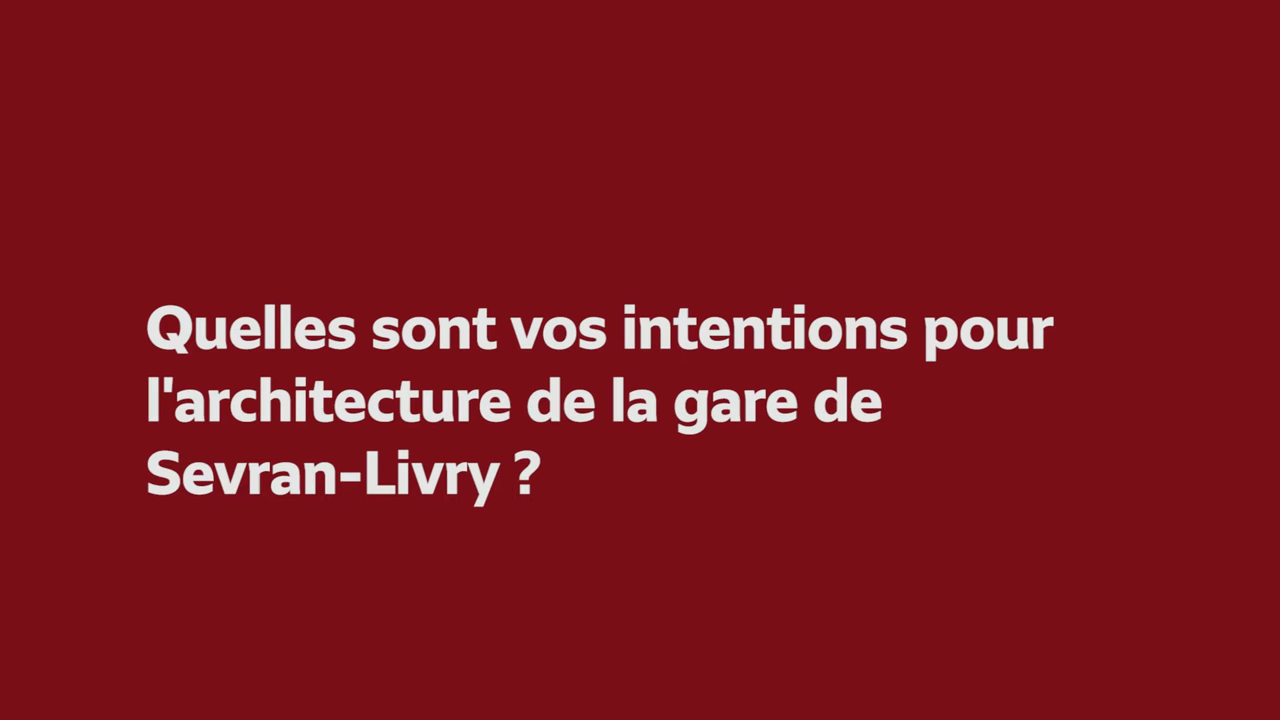 Quelles sont vos intentions pour
l'architecture de la gare de
Sevran-Livry ?